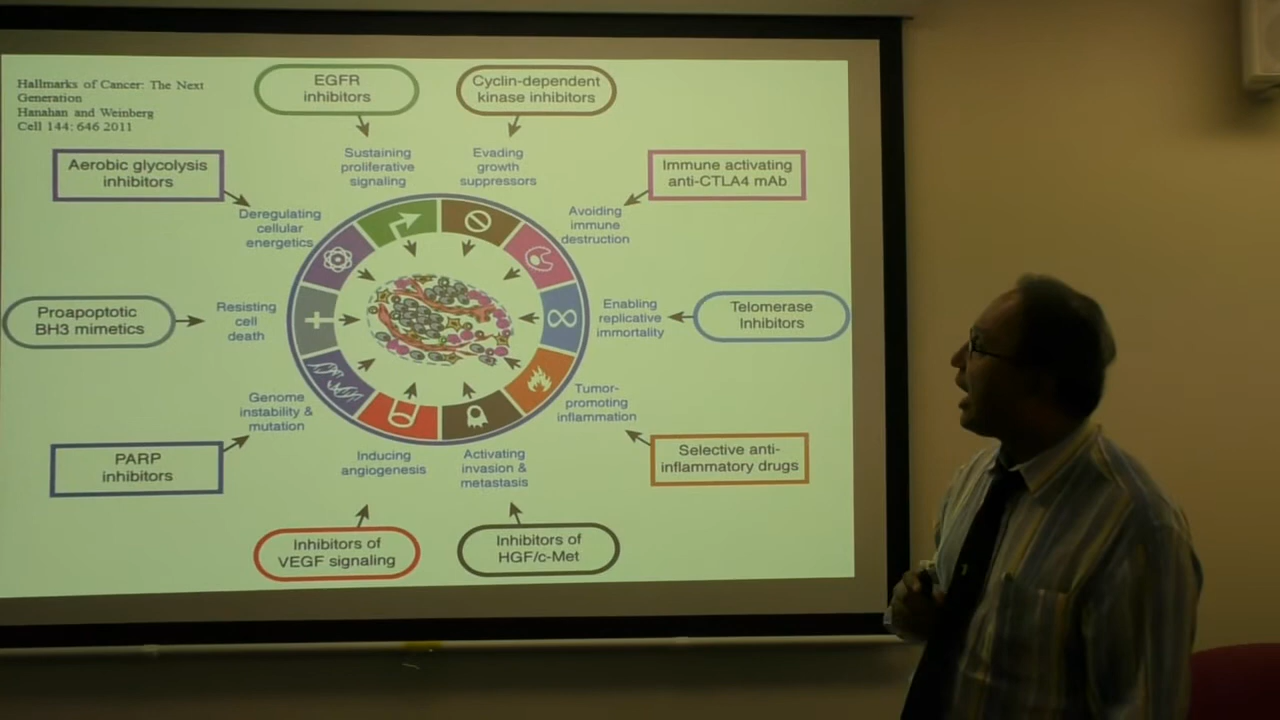 Hallmarks of Cancer: The Next
Generation
Hanahan and Weinberg
Cell 144: 646 2011
EGFR
inhibitors
Cyclin-dependent
kinase inhibitors
Sustaining
proliferative
signaling
Evading
growth
suppressors
Aerobic glycolysis
inhibitors
Immune activating
anti-CTLA4 mAb
Deregulating
cellular
energetics
Avoiding
immune
destruction
Proapoptotic
BH3 mimetics
Resisting
cell
death
Enabling
replicative
immortality
Telomerase
Inhibitors
Genome
instability &
mutation
Tumor-
promoting
inflammation
PARP
inhibitors
Inducing
angiogenesis
Activating
invasion &
metastasis
Selective anti-
inflammatory drugs
Inhibitors of
VEGF signaling
Inhibitors of
HGF/c-Met